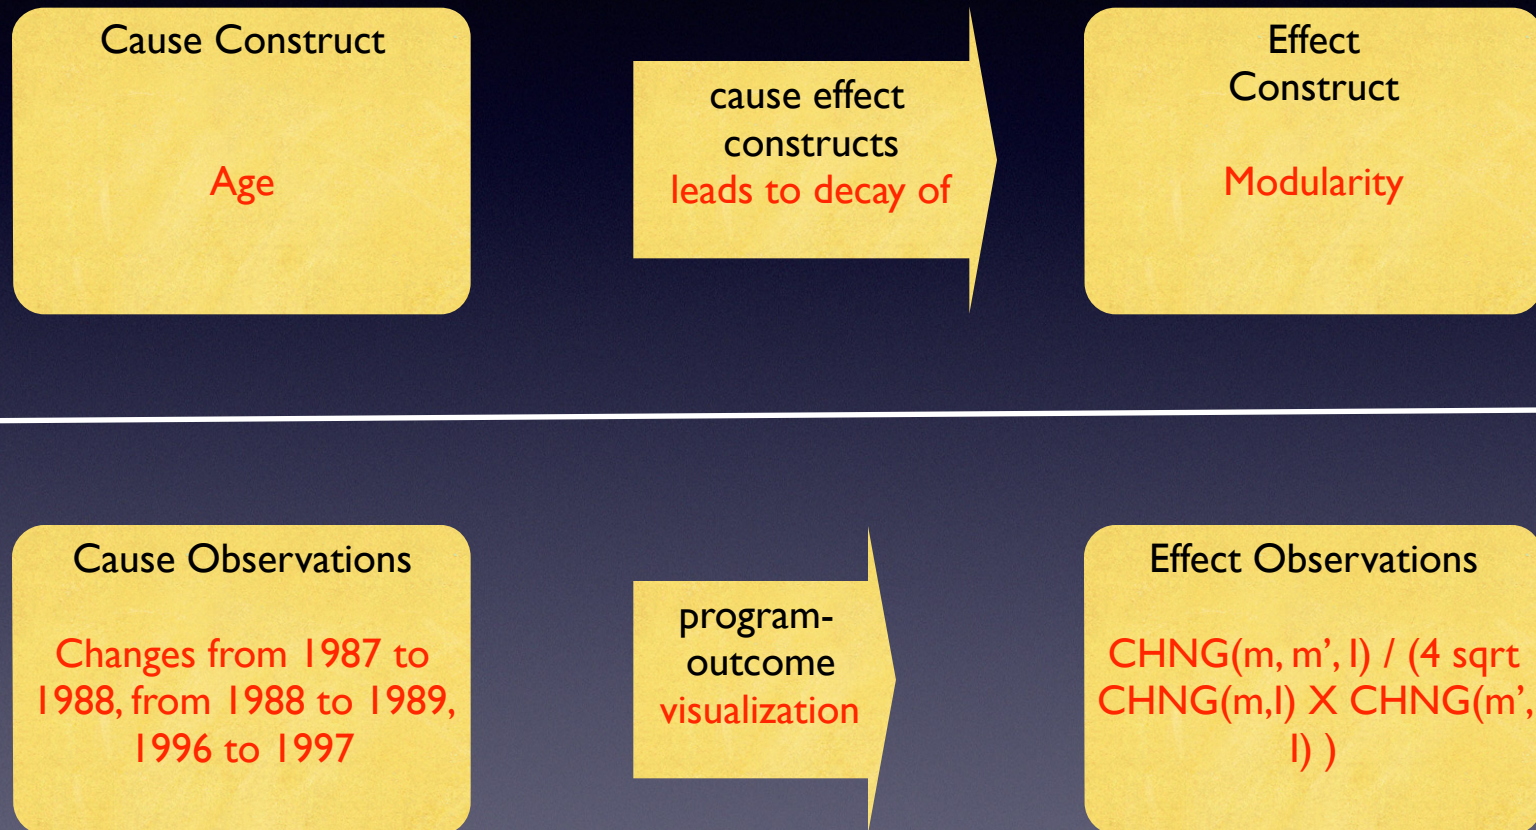 Cause Construct
Age
cause effect
constructs
leads to decay of
Effect
Construct
Modularity
Cause Observations
Changes from 1987 to
1988, from 1988 to 1989,
1996 to 1997
program-
outcome
visualization
Effect Observations
CHNG(m, m’, I) / (4 sqrt
CHNG(m,I) X CHNG(m’,
I) )